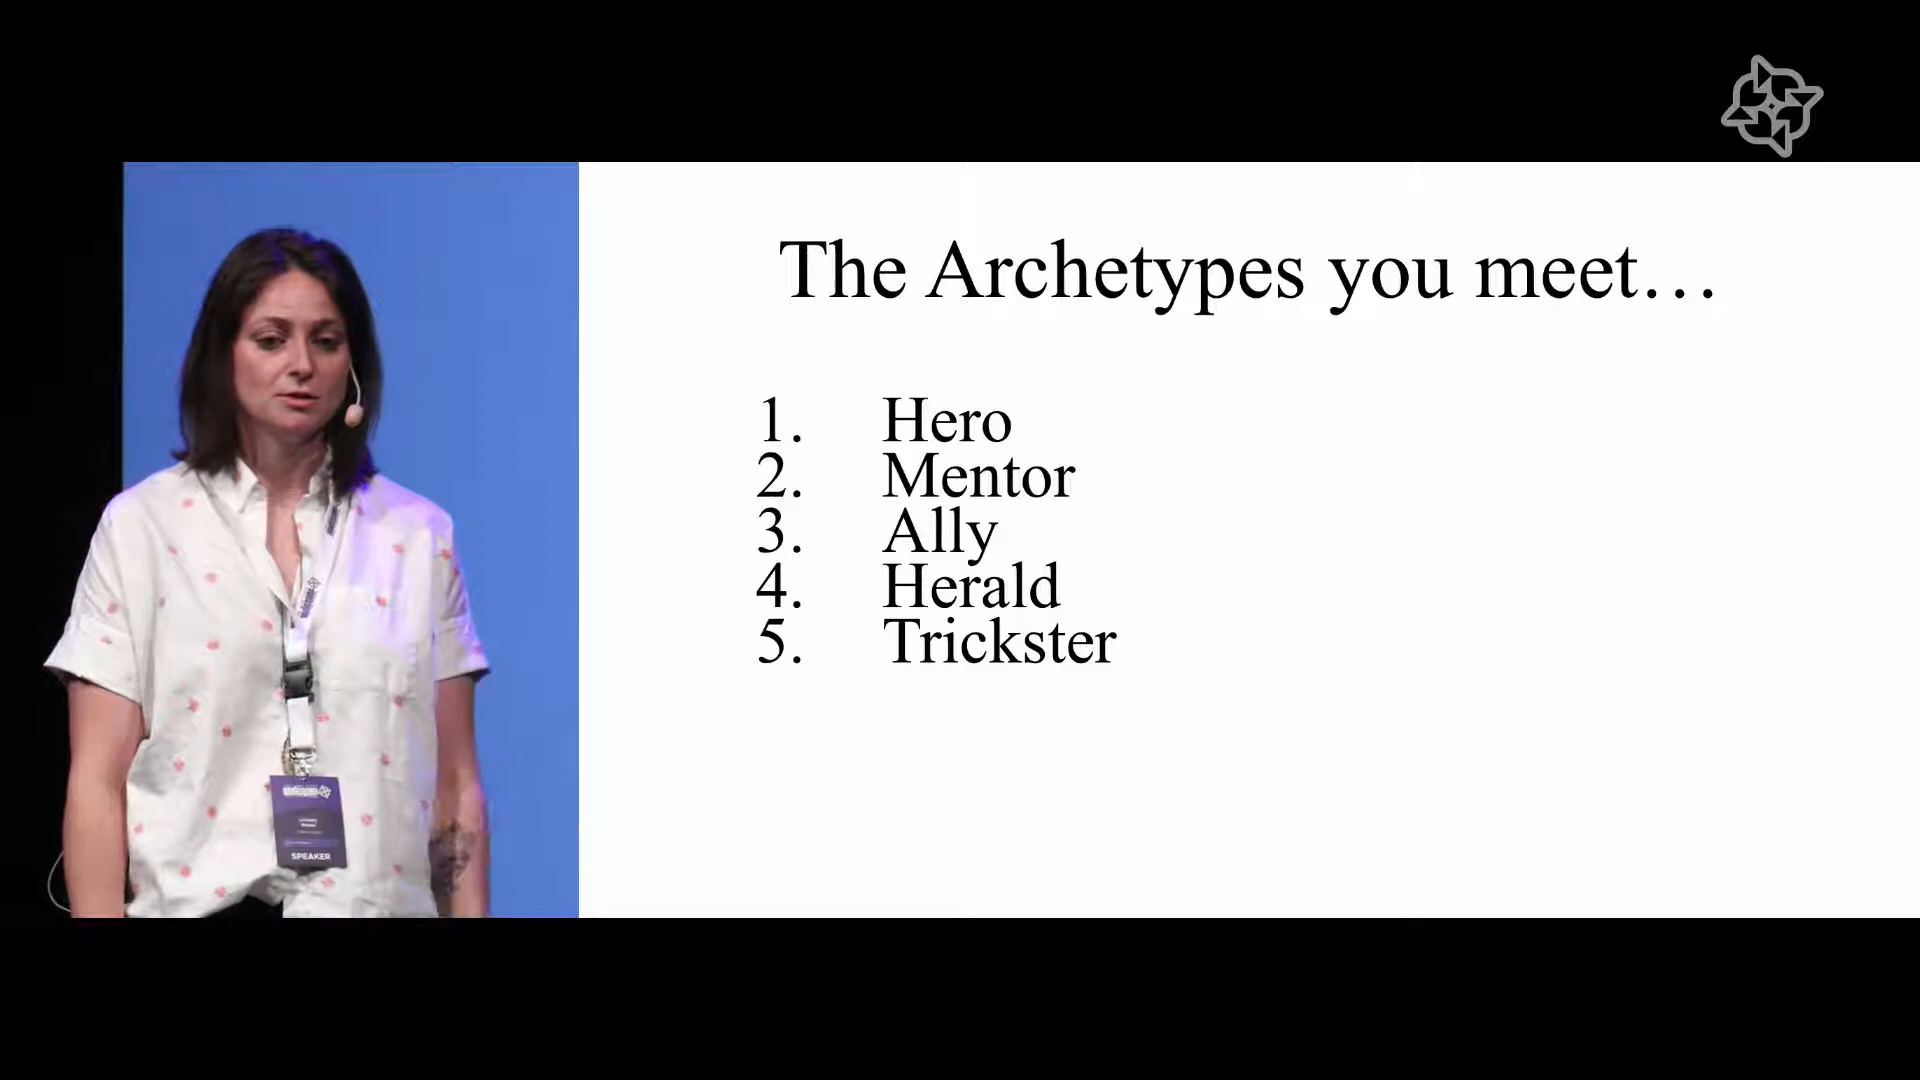 The Archetypes you meet…
1. Hero
2. Mentor
3. Ally
4. Herald
5. Trickster
SPEAKER